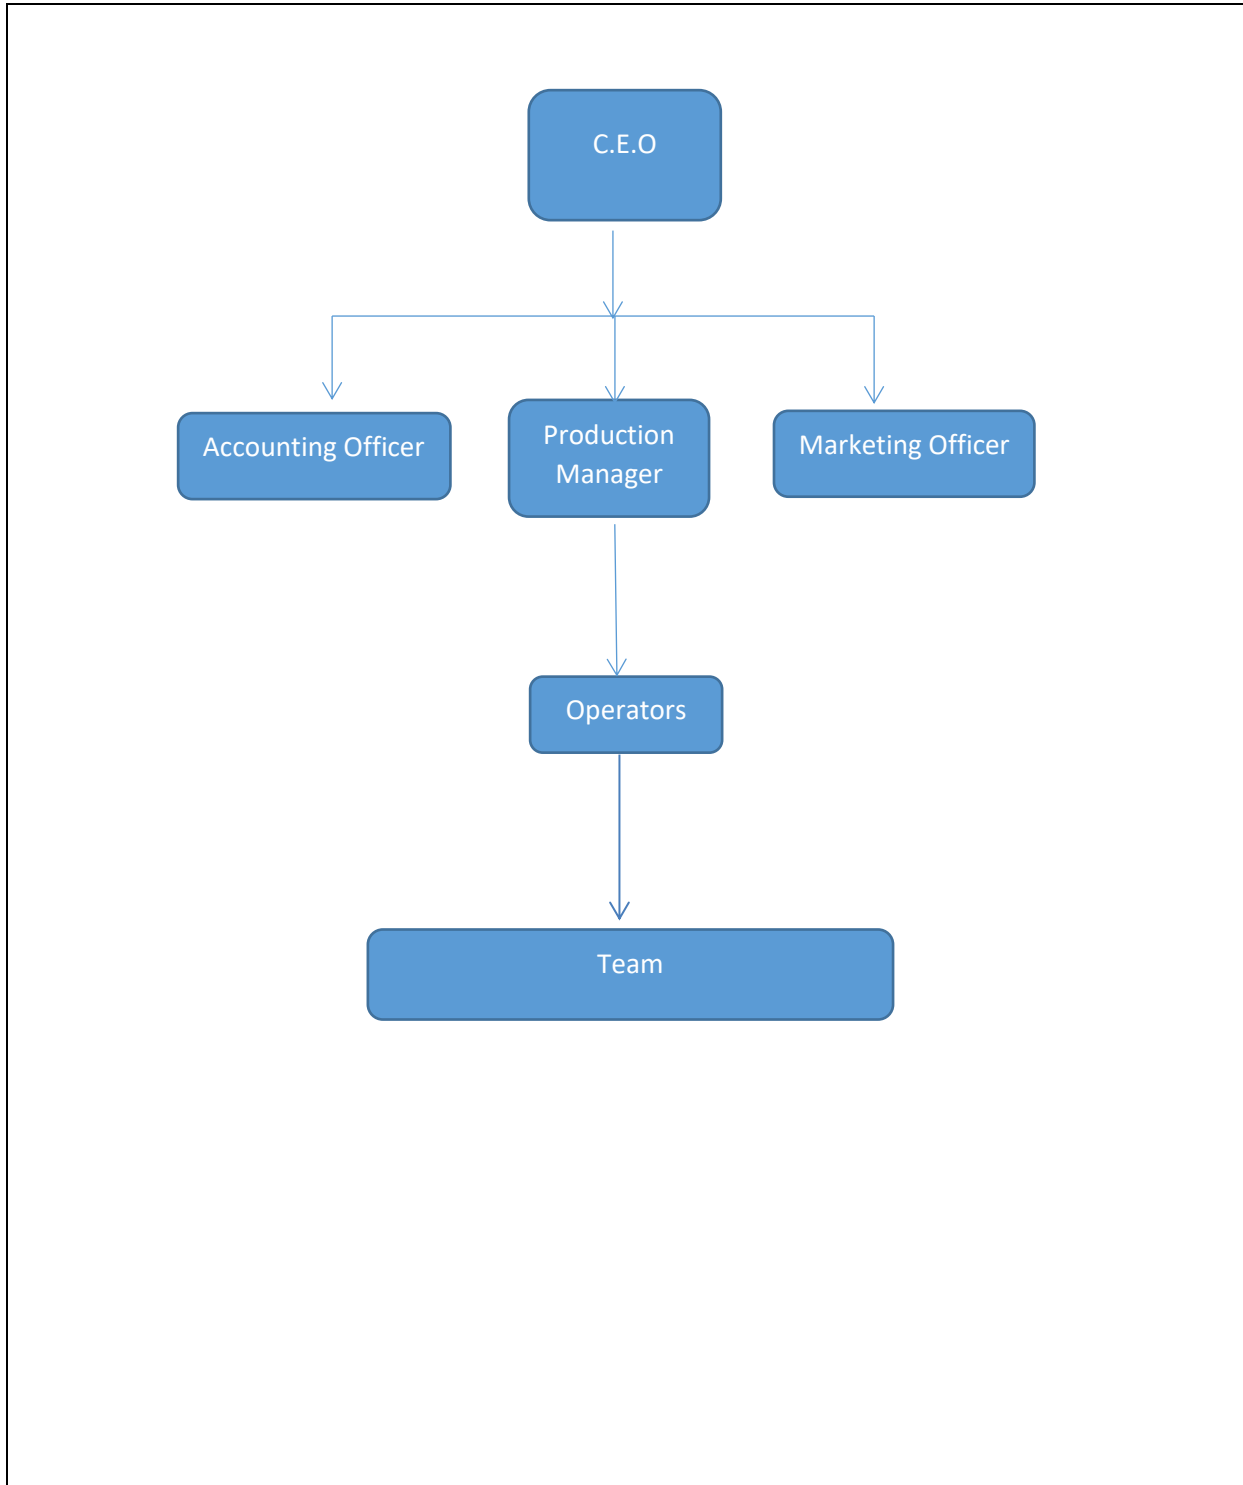 C.E.O
Accounting Officer
Production
Manager
Marketing Officer
Operators
Team